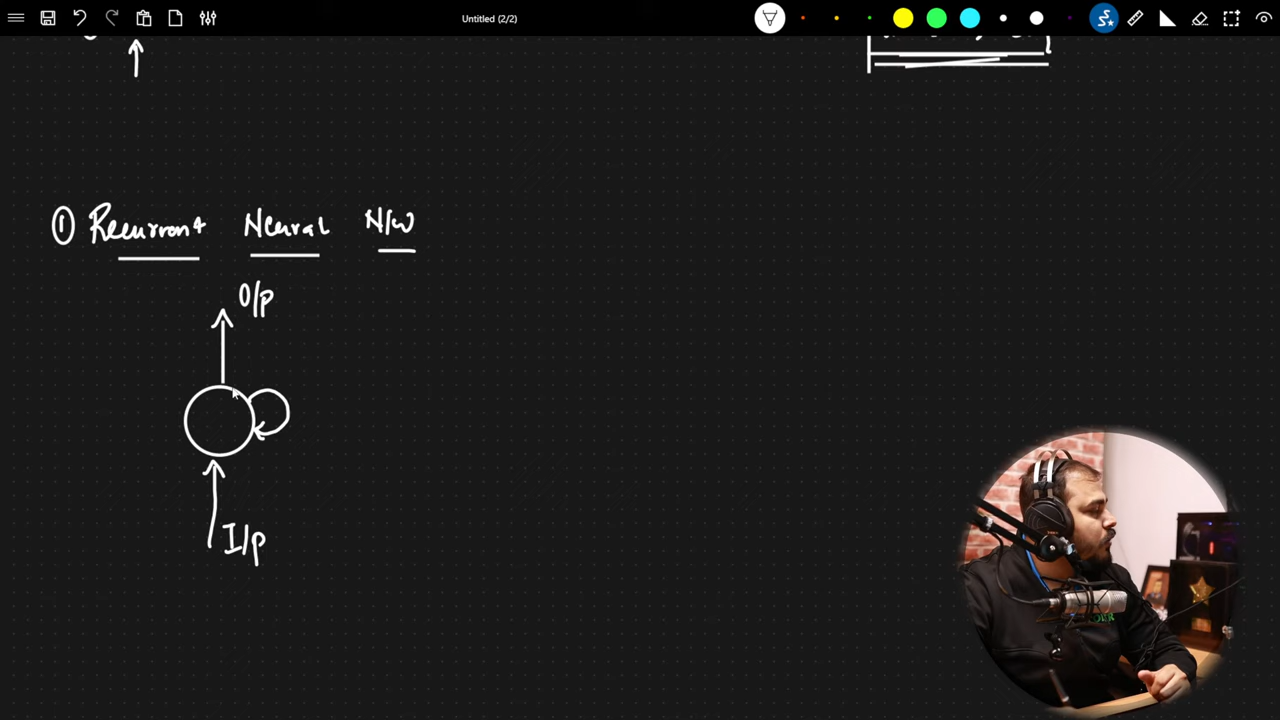 Untitled (2/2)
① Recurrent Neural N/w
O/p
I/p